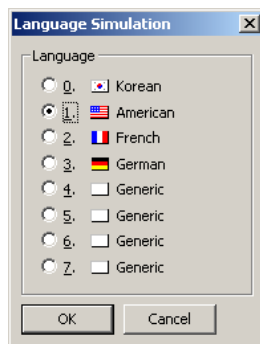 Language Simulation
Language
0. Korean
1. American
2. French
3. German
4. Generic
5. Generic
6. Generic
7. Generic
OK Cancel